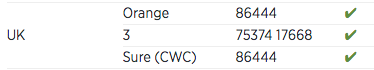 Orange 86444 ✔
UK 3 75374 17668 ✔
Sure (CWC) 86444 ✔